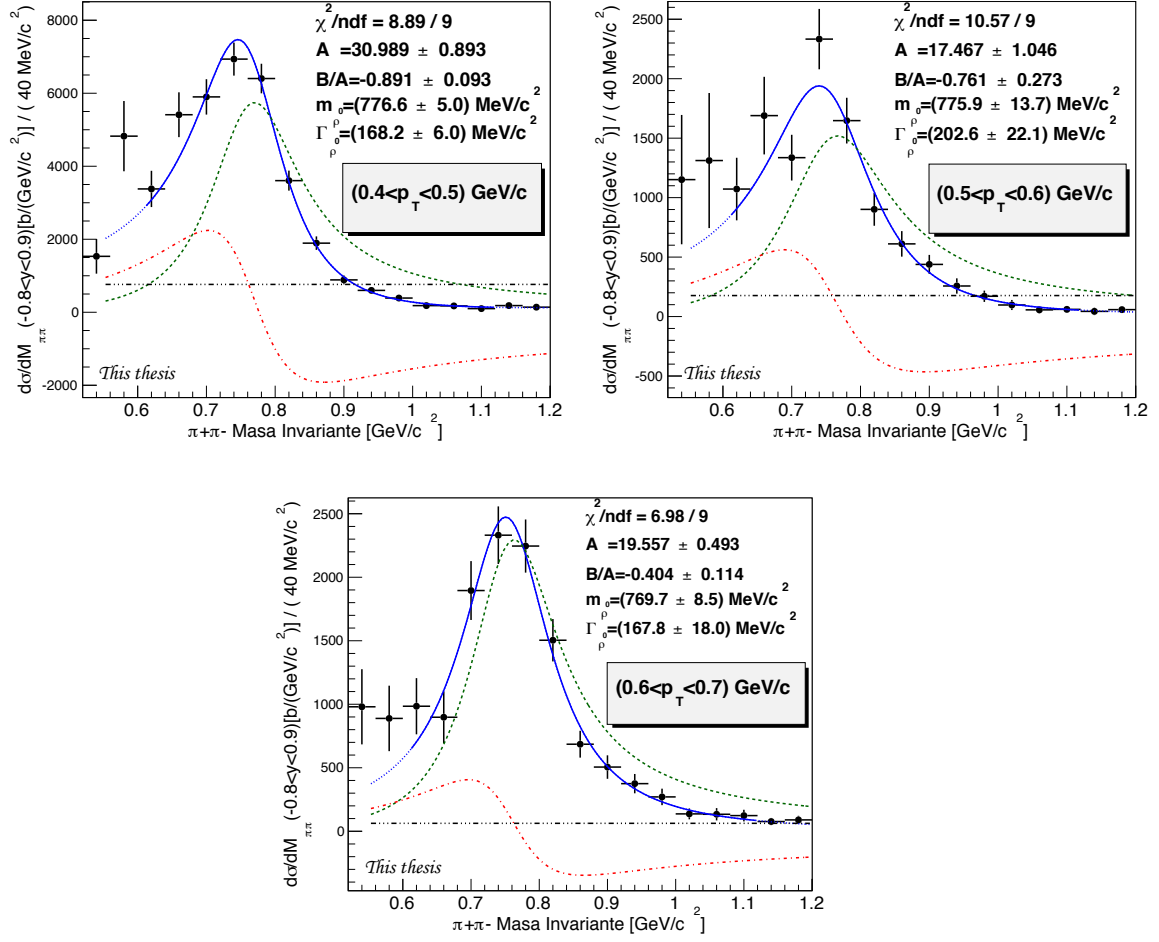 χ²/ndf = 8.89 / 9
A =30.989 ± 0.893
B/A=-0.891 ± 0.093
m_ρ⁰=(776.6 ± 5.0) MeV/c²
Γ_ρ⁰=(168.2 ± 6.0) MeV/c²
(0.4<p_T<0.5) GeV/c
This thesis
dσ/dM_ππ (-0.8<y<0.9)[b/(GeV/c²)] / ( 40 MeV/c²)
8000
6000
4000
2000
0
-2000
0.6 0.7 0.8 0.9 1 1.1 1.2
π+π- Masa Invariante [GeV/c²]
χ²/ndf = 10.57 / 9
A =17.467 ± 1.046
B/A=-0.761 ± 0.273
m_ρ⁰=(775.9 ± 13.7) MeV/c²
Γ_ρ⁰=(202.6 ± 22.1) MeV/c²
(0.5<p_T<0.6) GeV/c
This thesis
dσ/dM_ππ (-0.8<y<0.9)[b/(GeV/c²)] / ( 40 MeV/c²)
2500
2000
1500
1000
500
0
-500
0.6 0.7 0.8 0.9 1 1.1 1.2
π+π- Masa Invariante [GeV/c²]
χ²/ndf = 6.98 / 9
A =19.557 ± 0.493
B/A=-0.404 ± 0.114
m_ρ⁰=(769.7 ± 8.5) MeV/c²
Γ_ρ⁰=(167.8 ± 18.0) MeV/c²
(0.6<p_T<0.7) GeV/c
This thesis
dσ/dM_ππ (-0.8<y<0.9)[b/(GeV/c²)] / ( 40 MeV/c²)
2500
2000
1500
1000
500
0
0.6 0.7 0.8 0.9 1 1.1 1.2
π+π- Masa Invariante [GeV/c²]